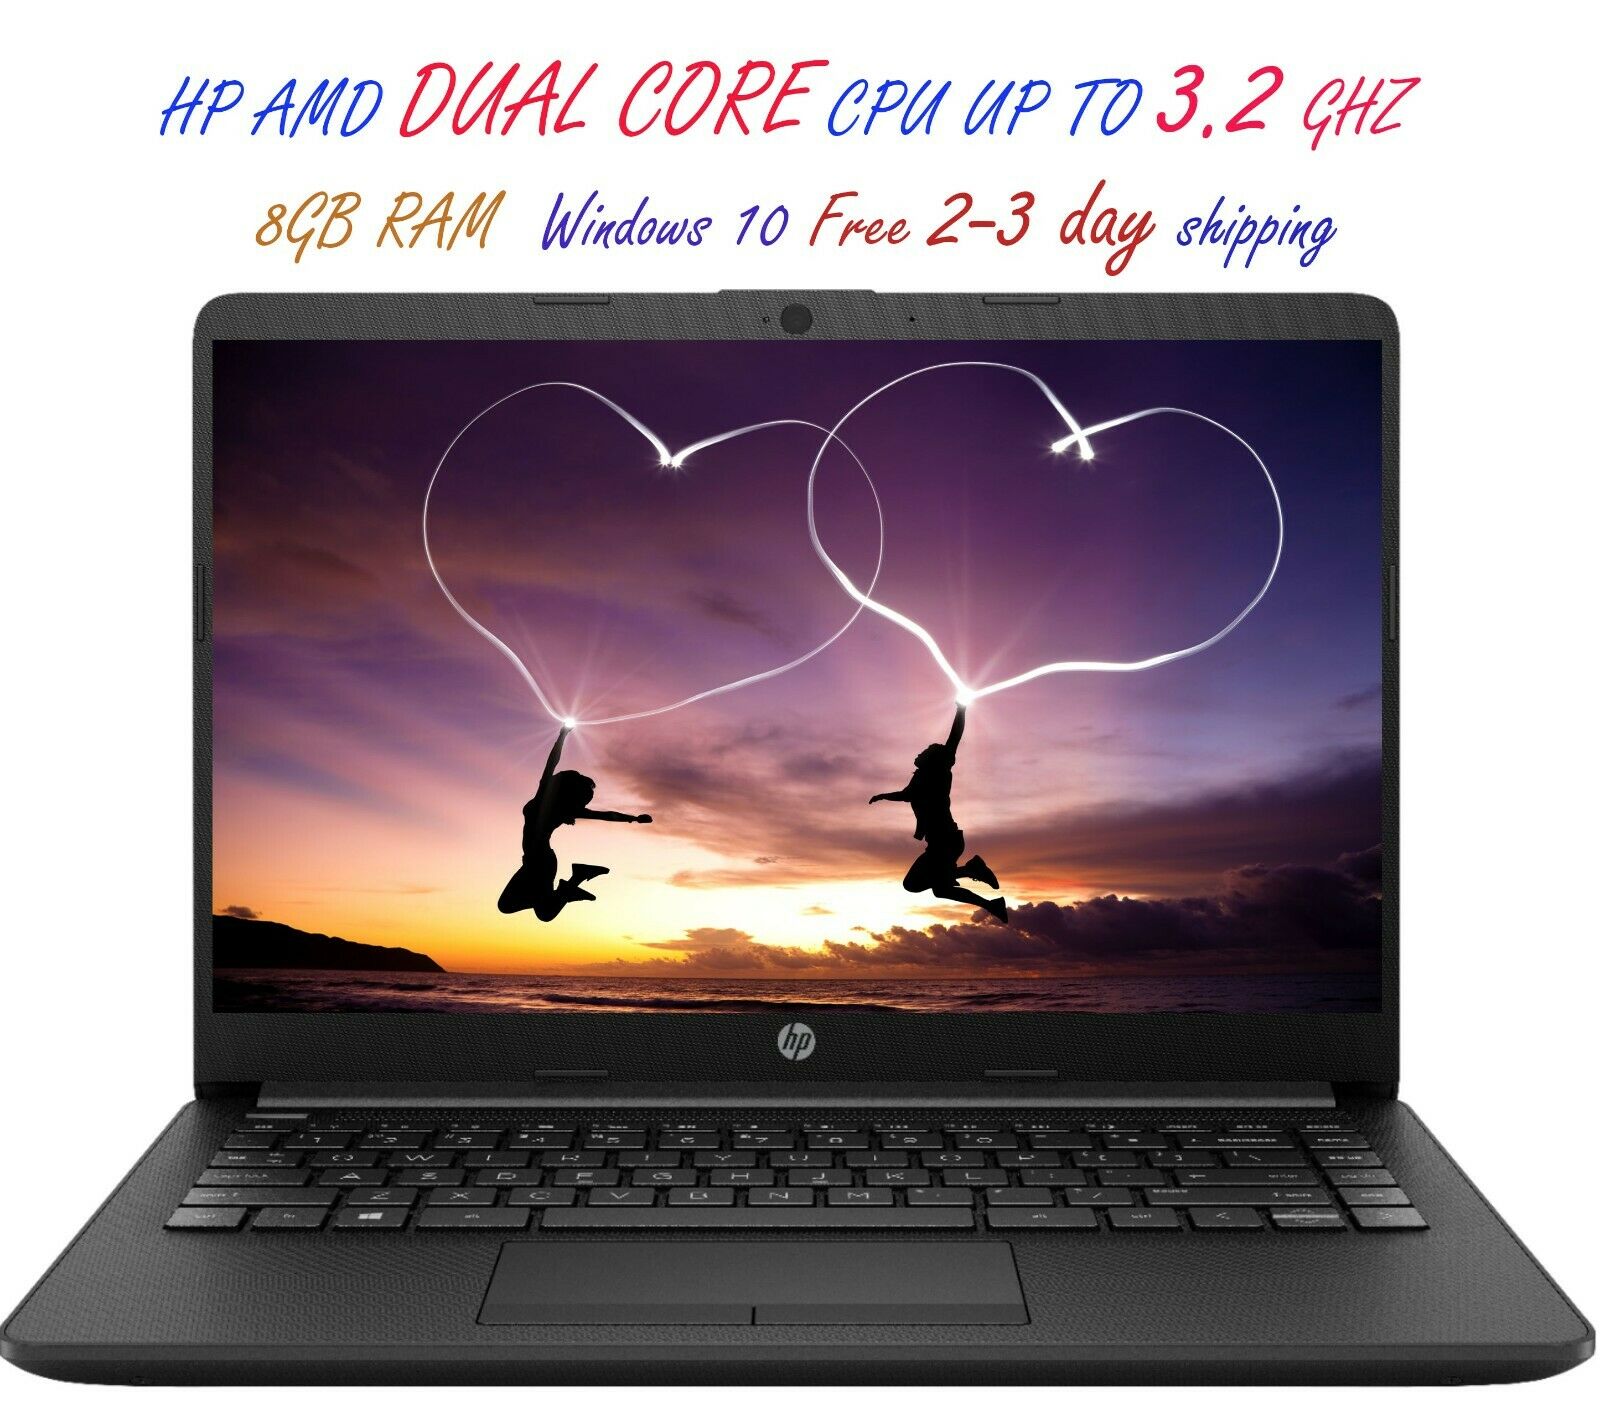 HP AMD DUAL CORE CPU UP TO 3.2 GHZ
8GB RAM Windows 10 Free 2-3 day shipping
hp
Q W E R T Y U I O P
A S D F G H J K L
Z X C V B N M